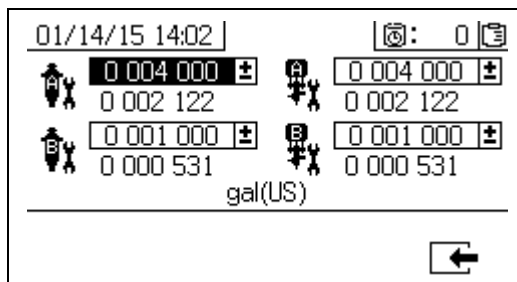 01/14/15 14:02 : 0
A 0 004 000 ± A 0 004 000 ±
0 002 122 0 002 122
B 0 001 000 ± B 0 001 000 ±
0 000 531 0 000 531
gal(US)